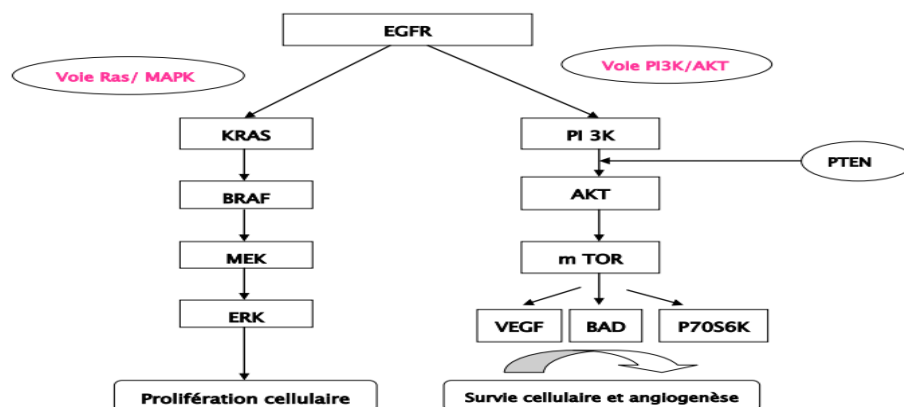 EGFR
Voie Ras/ MAPK
Voie PI3K/AKT
KRAS
PI 3K
PTEN
BRAF
AKT
MEK
m TOR
ERK
VEGF
BAD
P70S6K
Prolifération cellulaire
Survie cellulaire et angiogenèse